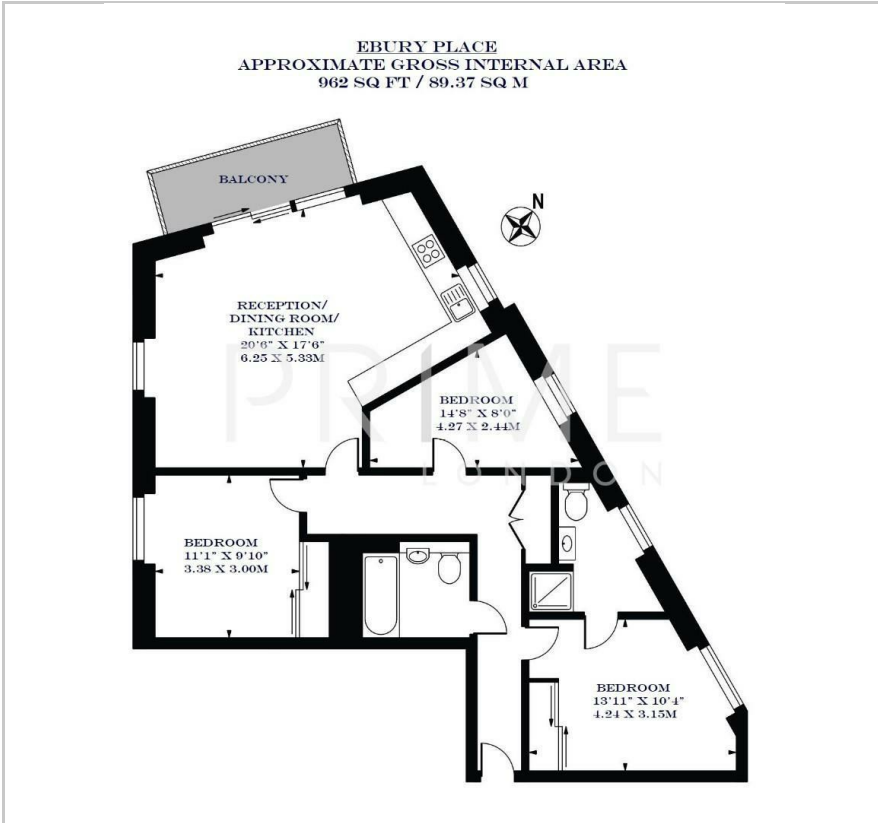 EBURY PLACE
APPROXIMATE GROSS INTERNAL AREA
962 SQ FT / 89.37 SQ M
BALCONY
N
RECEPTION/
DINING ROOM/
KITCHEN
20'6" X 17'6"
6.25 X 5.33M
PRIME
LONDON
BEDROOM
14'8" X 8'0"
4.27 X 2.44M
BEDROOM
11'1" X 9'10"
3.38 X 3.00M
BEDROOM
13'11" X 10'4"
4.24 X 3.15M